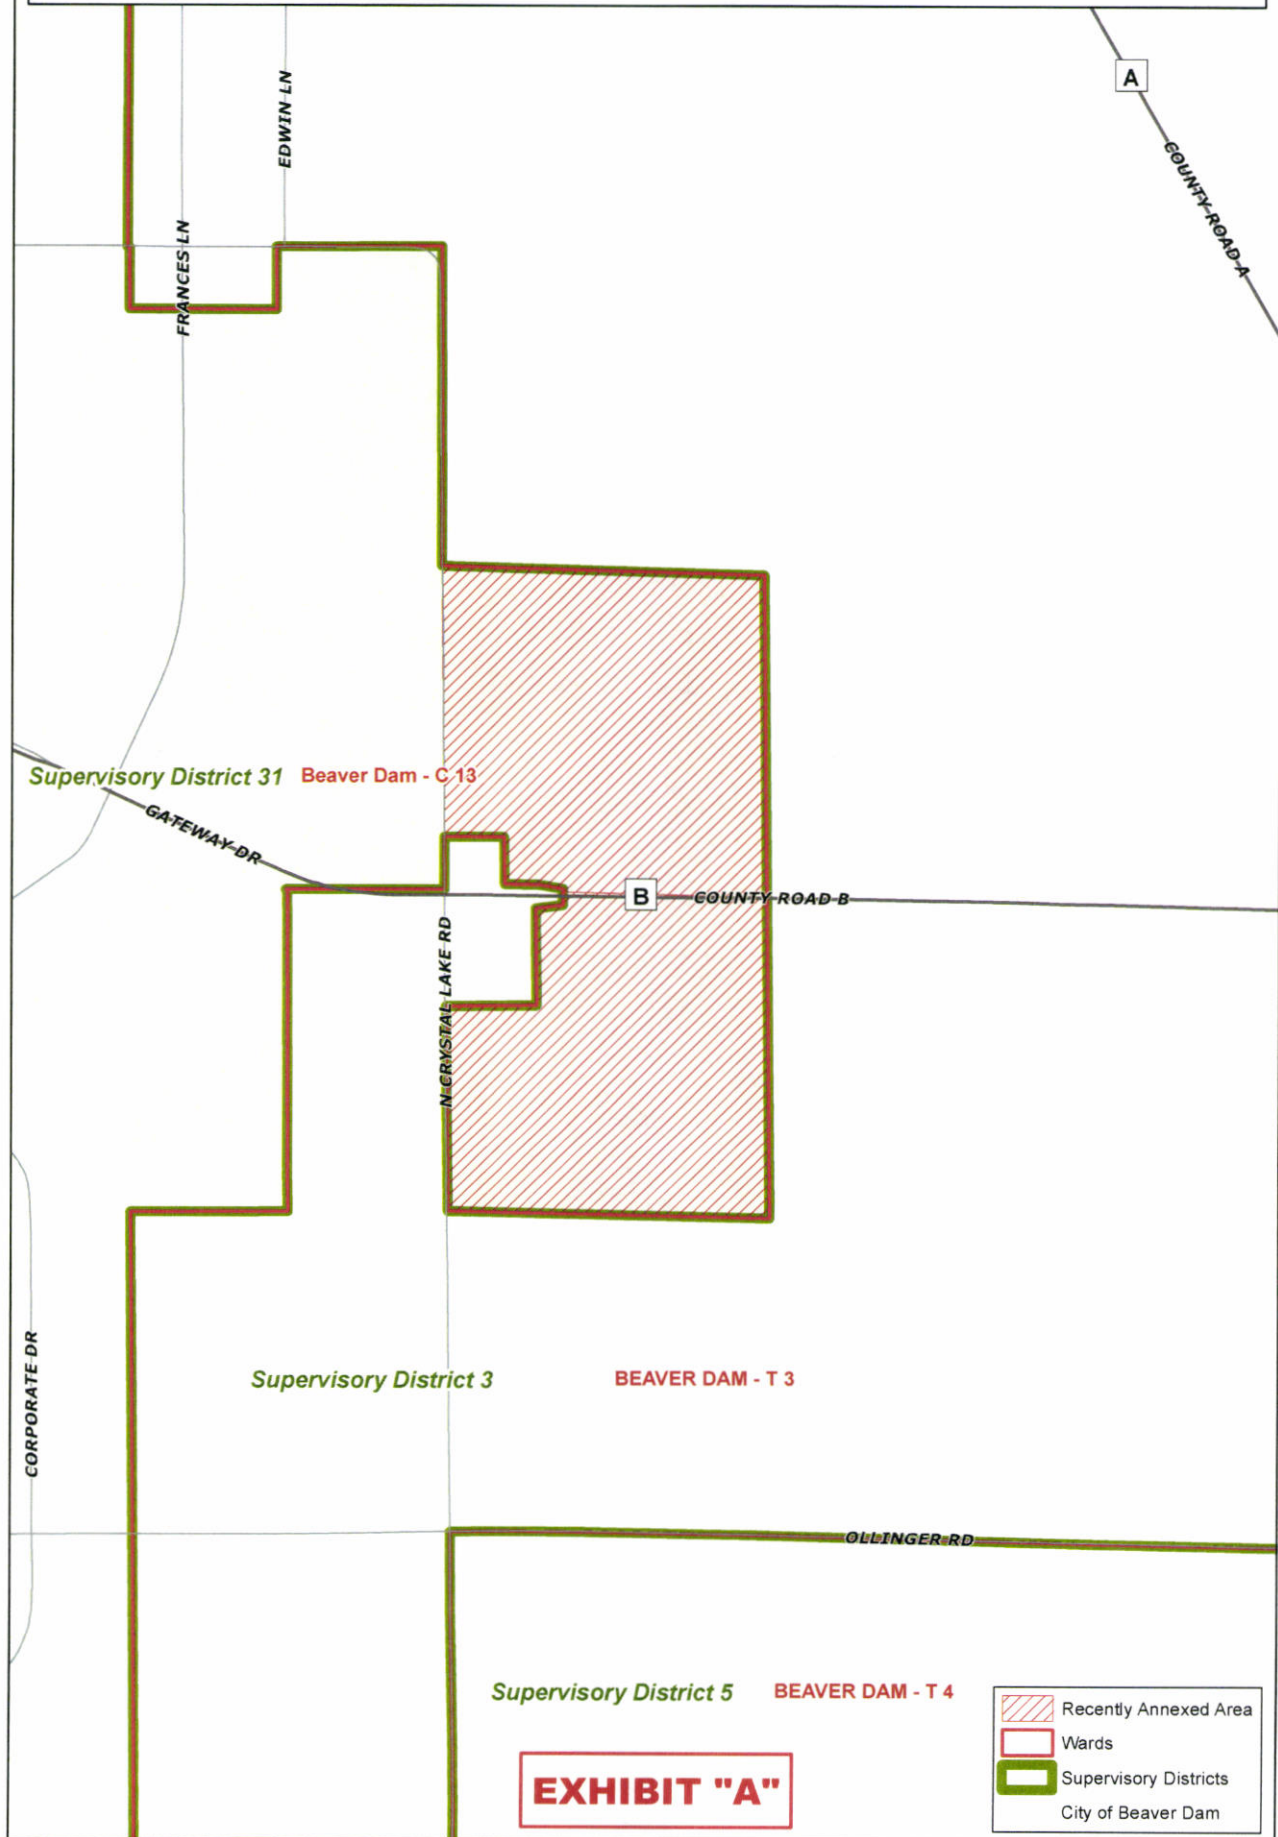 A
EDWIN LN
COUNTY ROAD A
FRANCES LN
Supervisory District 31 Beaver Dam - C 13
GATEWAY DR
B
COUNTY ROAD B
N CRYSTAL LAKE RD
Supervisory District 3 BEAVER DAM - T 3
CORPORATE DR
OLLINGER RD
Supervisory District 5 BEAVER DAM - T 4
EXHIBIT "A"
Recently Annexed Area
Wards
Supervisory Districts
City of Beaver Dam